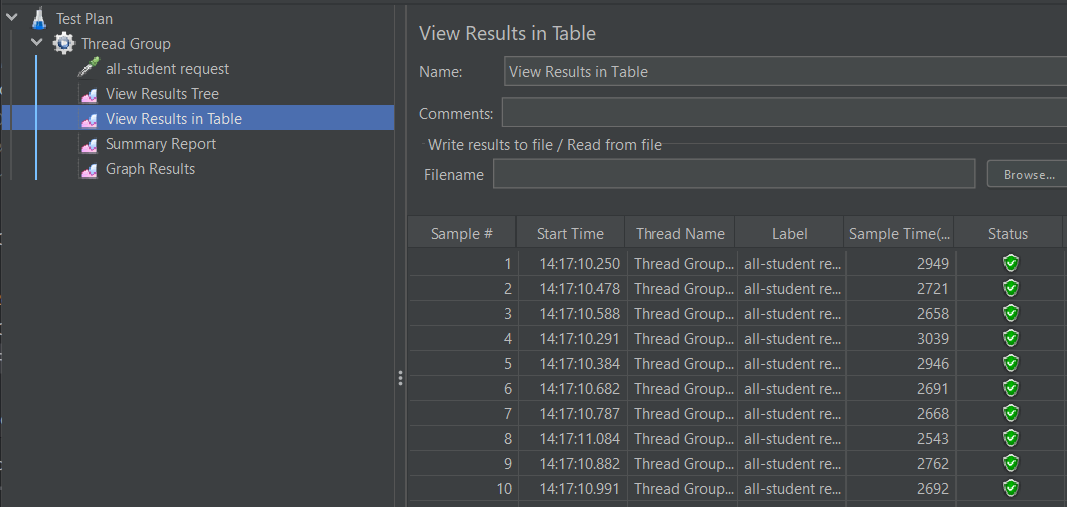 Test Plan
Thread Group
all-student request
View Results Tree
View Results in Table
Summary Report
Graph Results
View Results in Table
Name: View Results in Table
Comments:
Write results to file / Read from file
Filename Browse...
Sample # Start Time Thread Name Label Sample Time(... Status
1 14:17:10.250 Thread Group... all-student re... 2949
2 14:17:10.478 Thread Group... all-student re... 2721
3 14:17:10.588 Thread Group... all-student re... 2658
4 14:17:10.291 Thread Group... all-student re... 3039
5 14:17:10.384 Thread Group... all-student re... 2946
6 14:17:10.682 Thread Group... all-student re... 2691
7 14:17:10.787 Thread Group... all-student re... 2668
8 14:17:11.084 Thread Group... all-student re... 2543
9 14:17:10.882 Thread Group... all-student re... 2762
10 14:17:10.991 Thread Group... all-student re... 2692